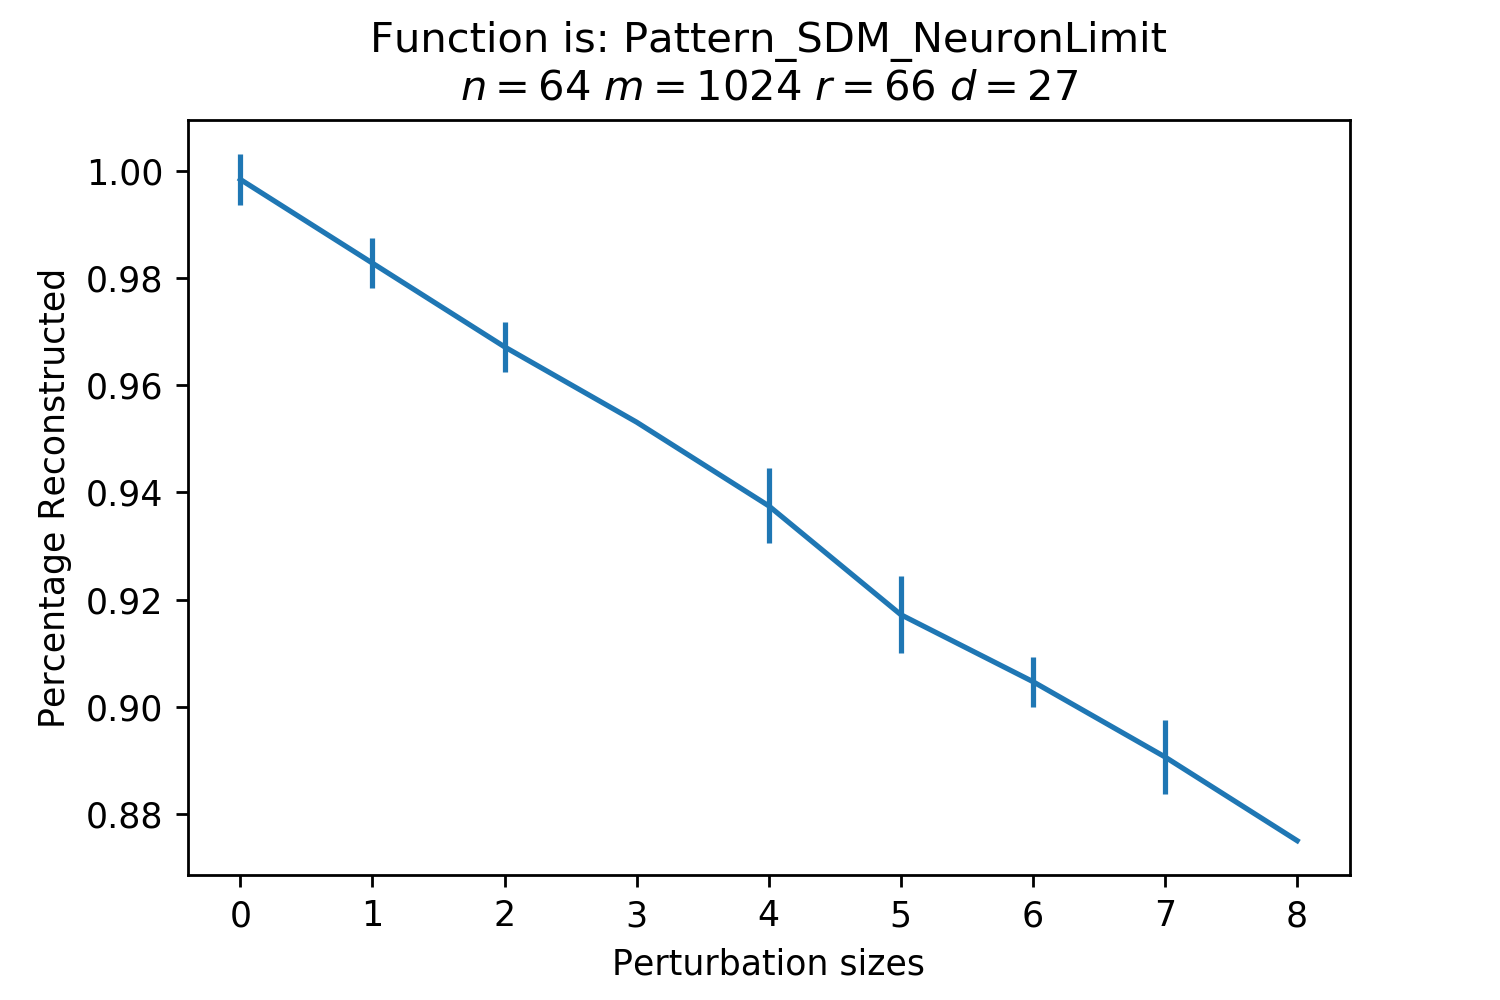 Function is: Pattern_SDM_NeuronLimit
n = 64 m = 1024 r = 66 d = 27
Percentage Reconstructed
1.00
0.98
0.96
0.94
0.92
0.90
0.88
0 1 2 3 4 5 6 7 8
Perturbation sizes